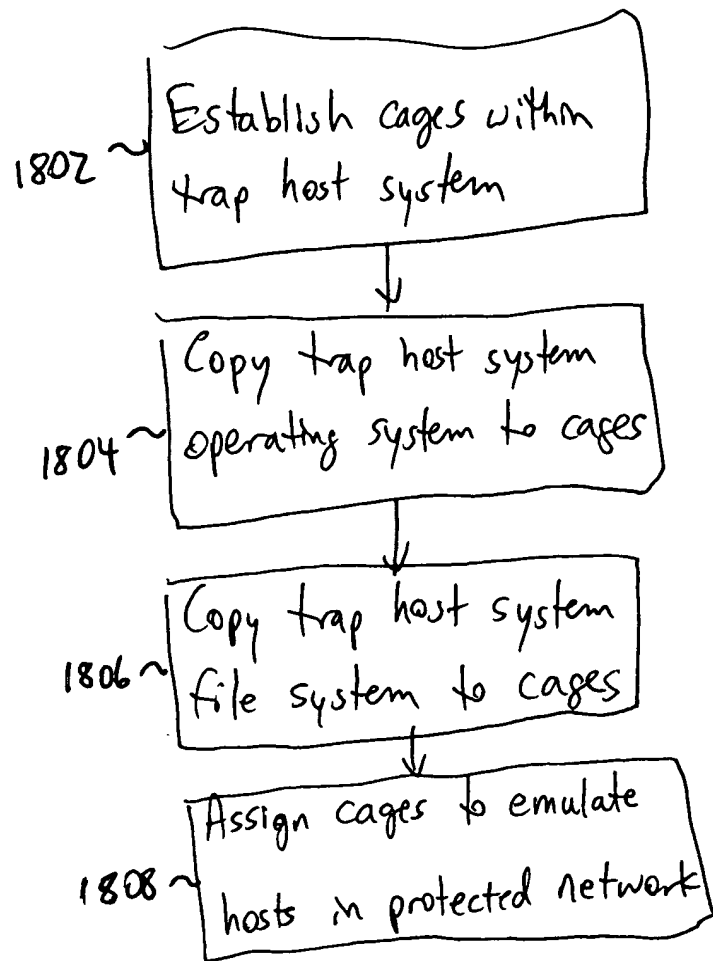 Establish cages within
trap host system
1802
Copy trap host system
operating system to cages
1804
Copy trap host system
file system to cages
1806
Assign cages to emulate
hosts in protected network
1808